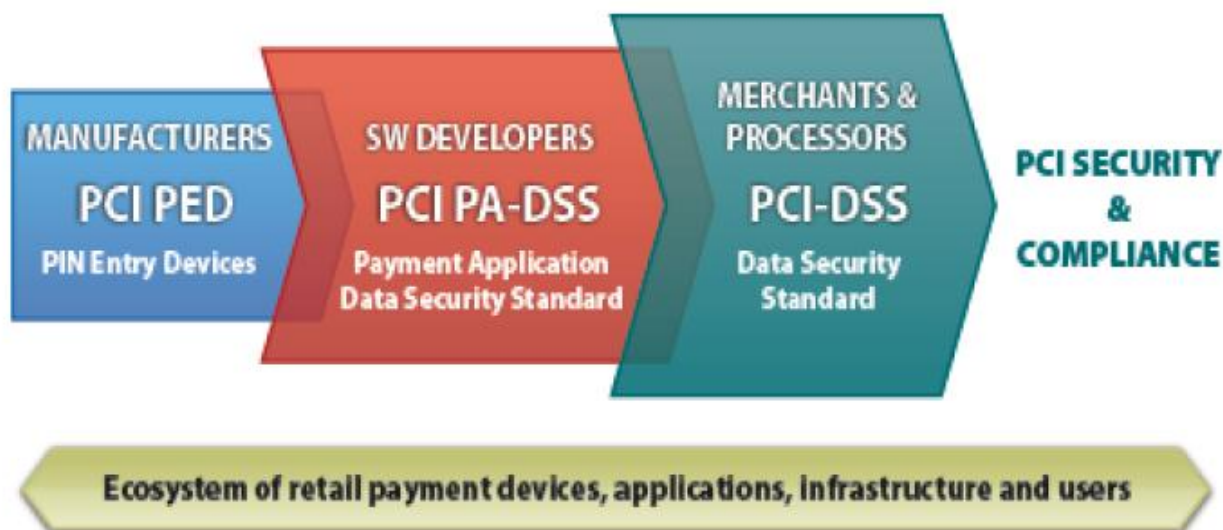 MANUFACTURERS
PCI PED
PIN Entry Devices
SW DEVELOPERS
PCI PA-DSS
Payment Application
Data Security Standard
MERCHANTS &
PROCESSORS
PCI-DSS
Data Security
Standard
PCI SECURITY
&
COMPLIANCE
Ecosystem of retail payment devices, applications, infrastructure and users